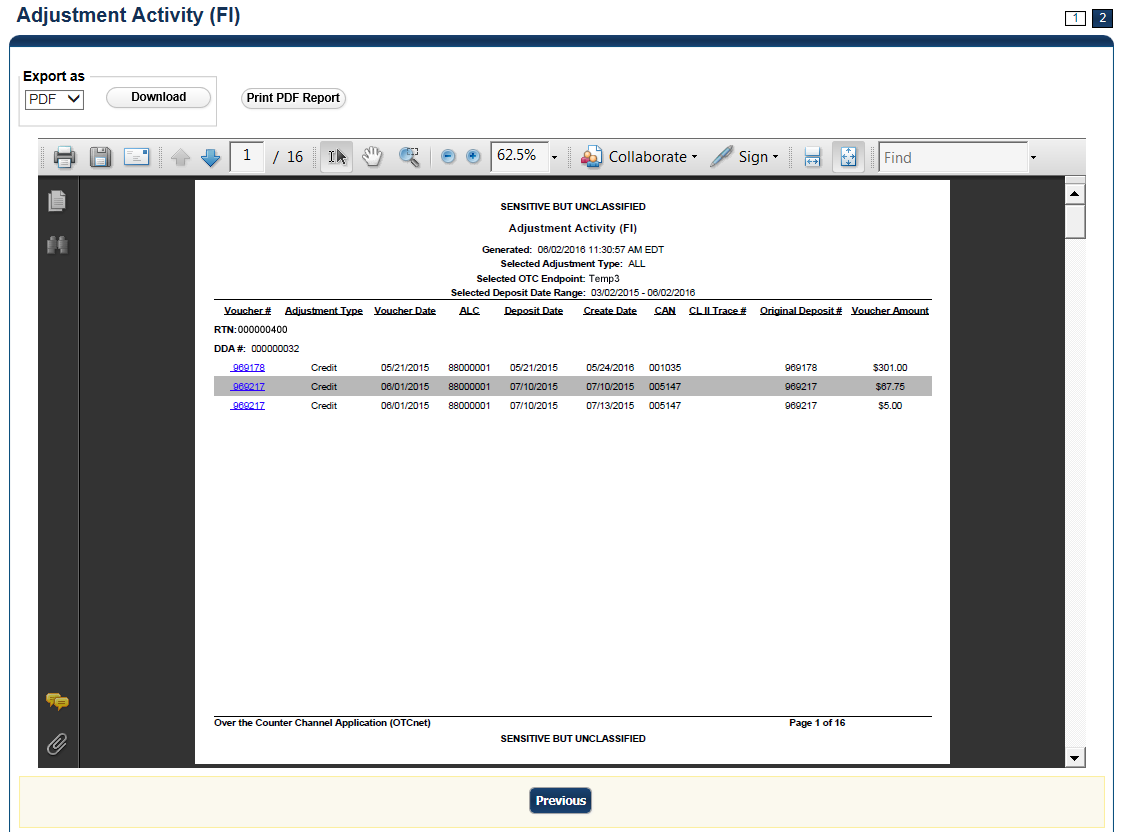 Adjustment Activity (FI)
1 2
Export as
PDF Download Print PDF Report
1 / 16 62.5% Collaborate Sign Find
SENSITIVE BUT UNCLASSIFIED
Adjustment Activity (FI)
Generated: 06/02/2016 11:30:57 AM EDT
Selected Adjustment Type: ALL
Selected OTC Endpoint: Temp3
Selected Deposit Date Range: 03/02/2015 - 06/02/2016
Voucher # Adjustment Type Voucher Date ALC Deposit Date Create Date CAN CL II Trace # Original Deposit # Voucher Amount
RTN: 000000400
DDA #: 000000032
969178 Credit 05/21/2015 88000001 05/21/2015 05/24/2016 001035 969178 $301.00
969217 Credit 06/01/2015 88000001 07/10/2015 07/10/2015 005147 969217 $67.75
969217 Credit 06/01/2015 88000001 07/10/2015 07/13/2015 005147 969217 $5.00
Over the Counter Channel Application (OTCnet) Page 1 of 16
SENSITIVE BUT UNCLASSIFIED
Previous